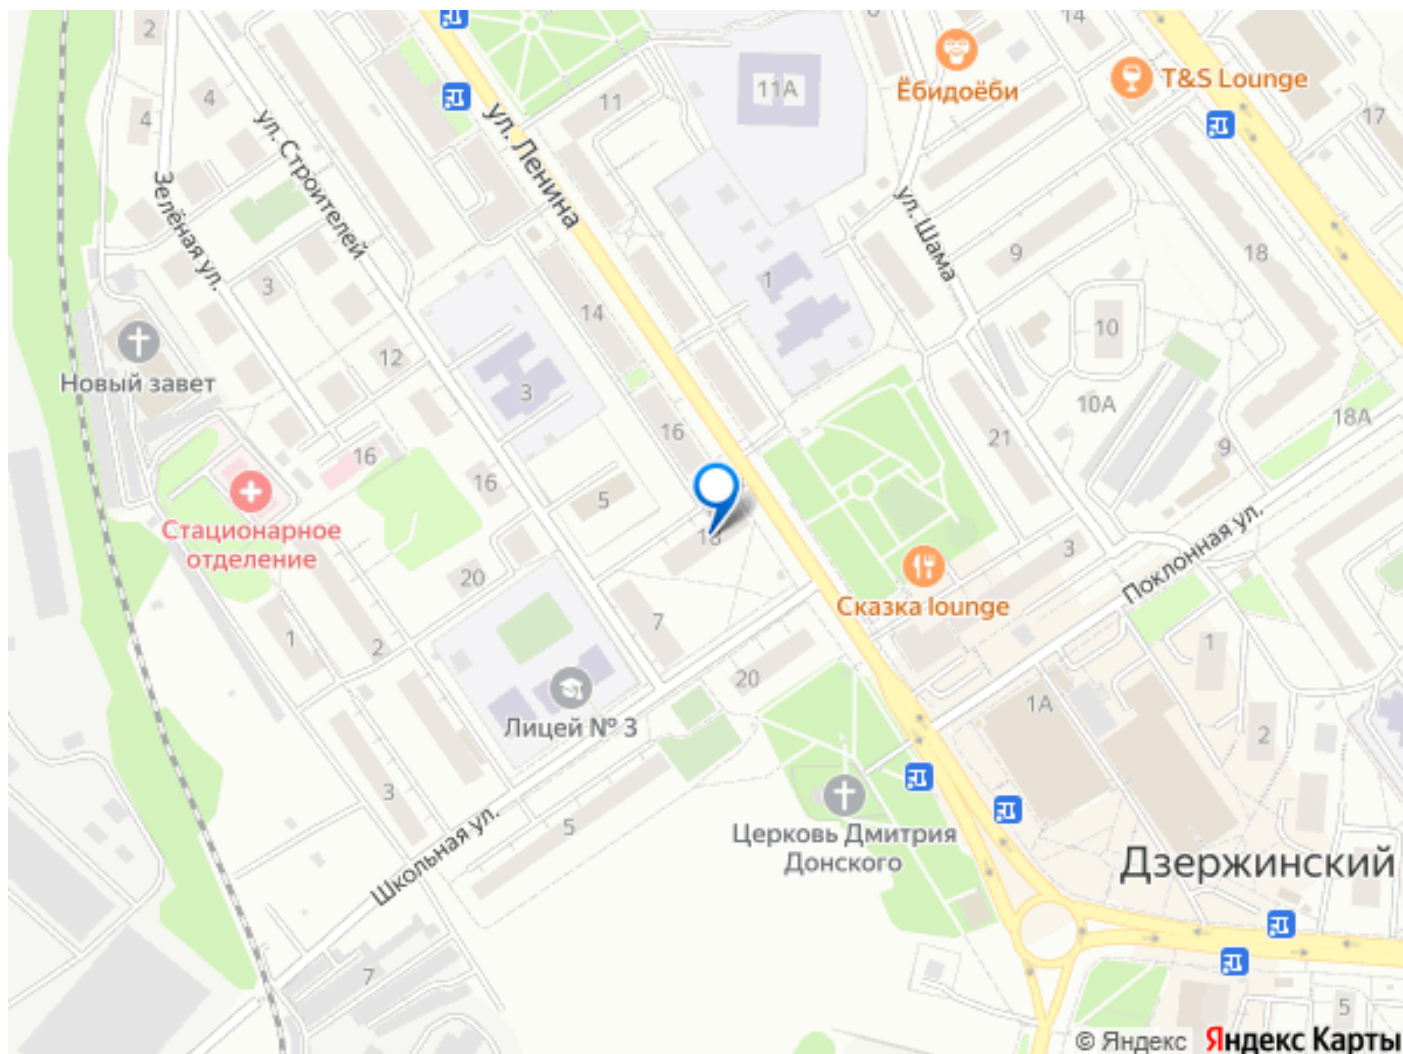 2
4
4
ул. Строителей
Зелёная ул.
3
12
Новый завет
16
Стационарное
отделение
16
20
1
2
3
ул. Ленина
11
11А
14
3
16
5
18
7
Лицей № 3
20
5
Школьная ул.
7
1
Ёбидоёби
T&S Lounge
14
17
ул. Шама
9
18
10
10А
21
9
18А
3
Поклонная ул.
Сказка lounge
1
1А
2
Церковь Дмитрия
Донского
Дзержинский
5
© Яндекс Яндекс Карты